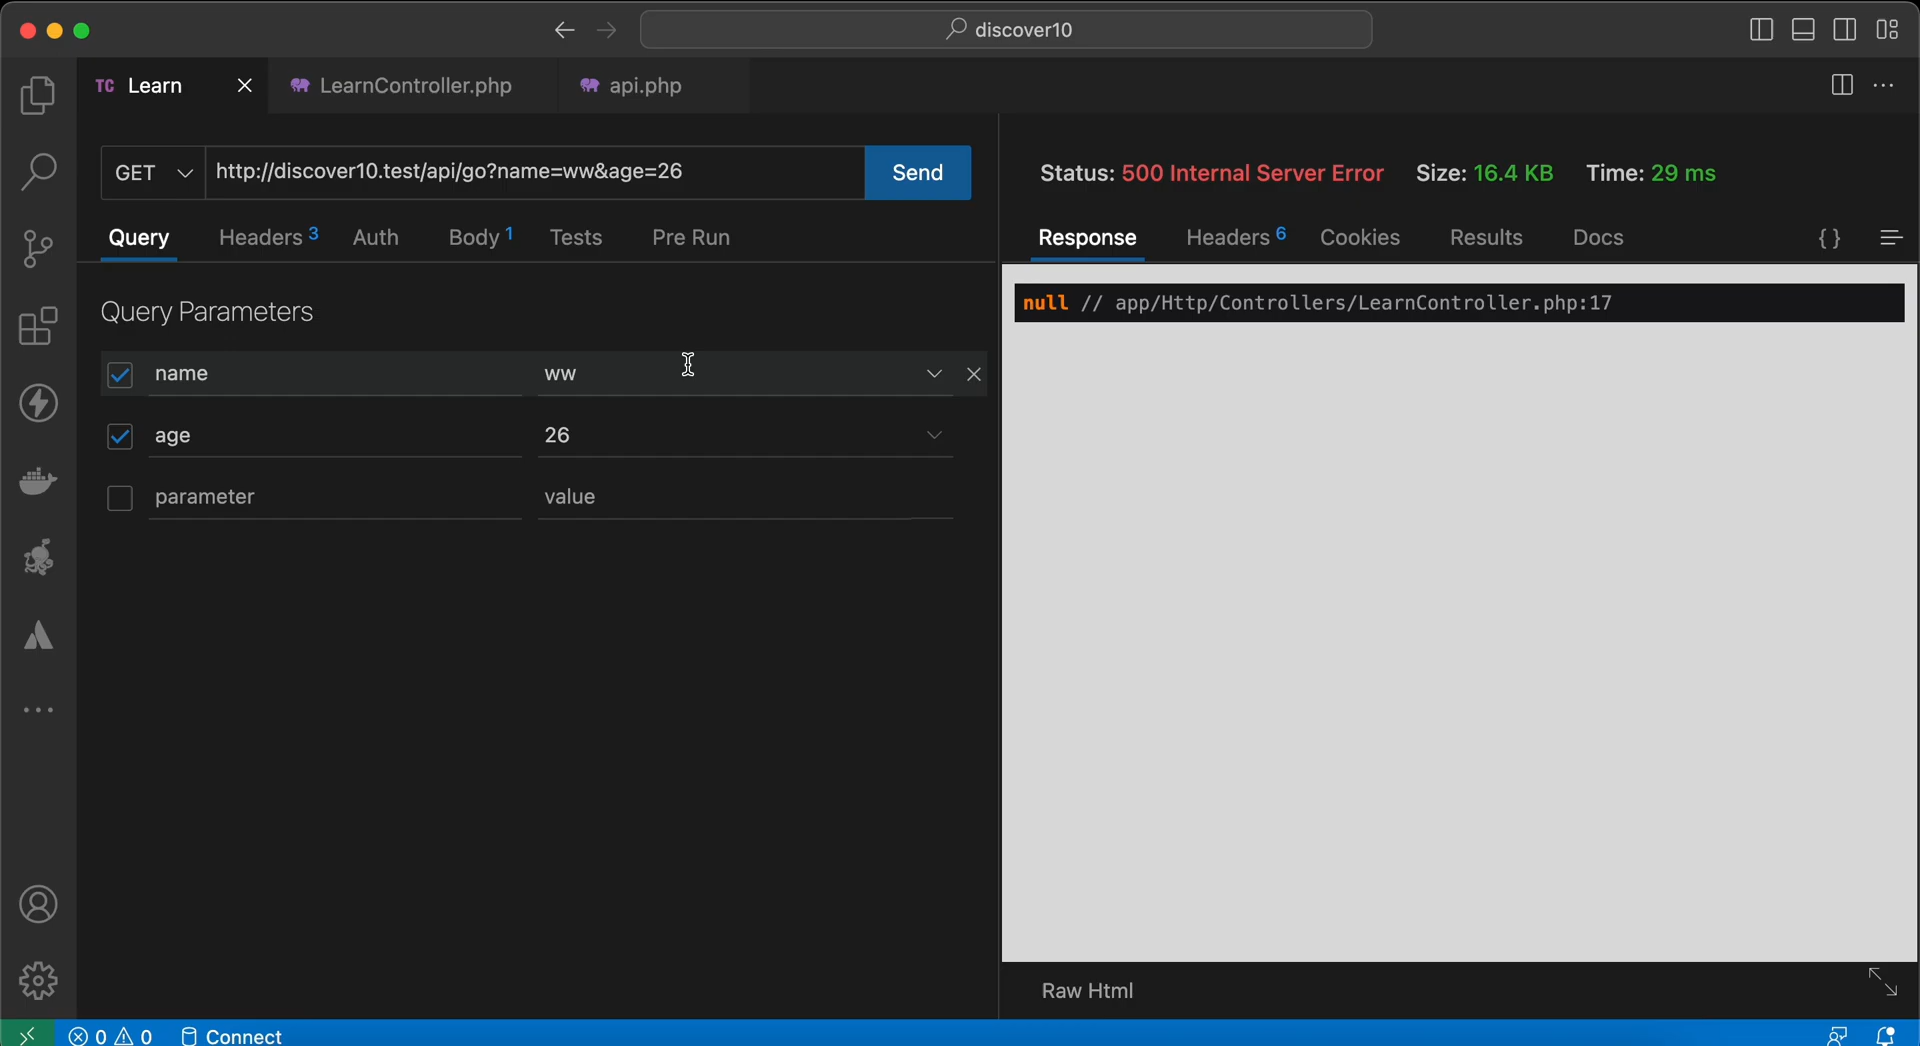 discover10
TC Learn LearnController.php api.php
GET http://discover10.test/api/go?name=ww&age=26 Send
Status: 500 Internal Server Error Size: 16.4 KB Time: 29 ms
Query Headers 3 Auth Body 1 Tests Pre Run
Response Headers 6 Cookies Results Docs { }
Query Parameters
null // app/Http/Controllers/LearnController.php:17
name ww
age 26
parameter value
Raw Html
0 0 Connect